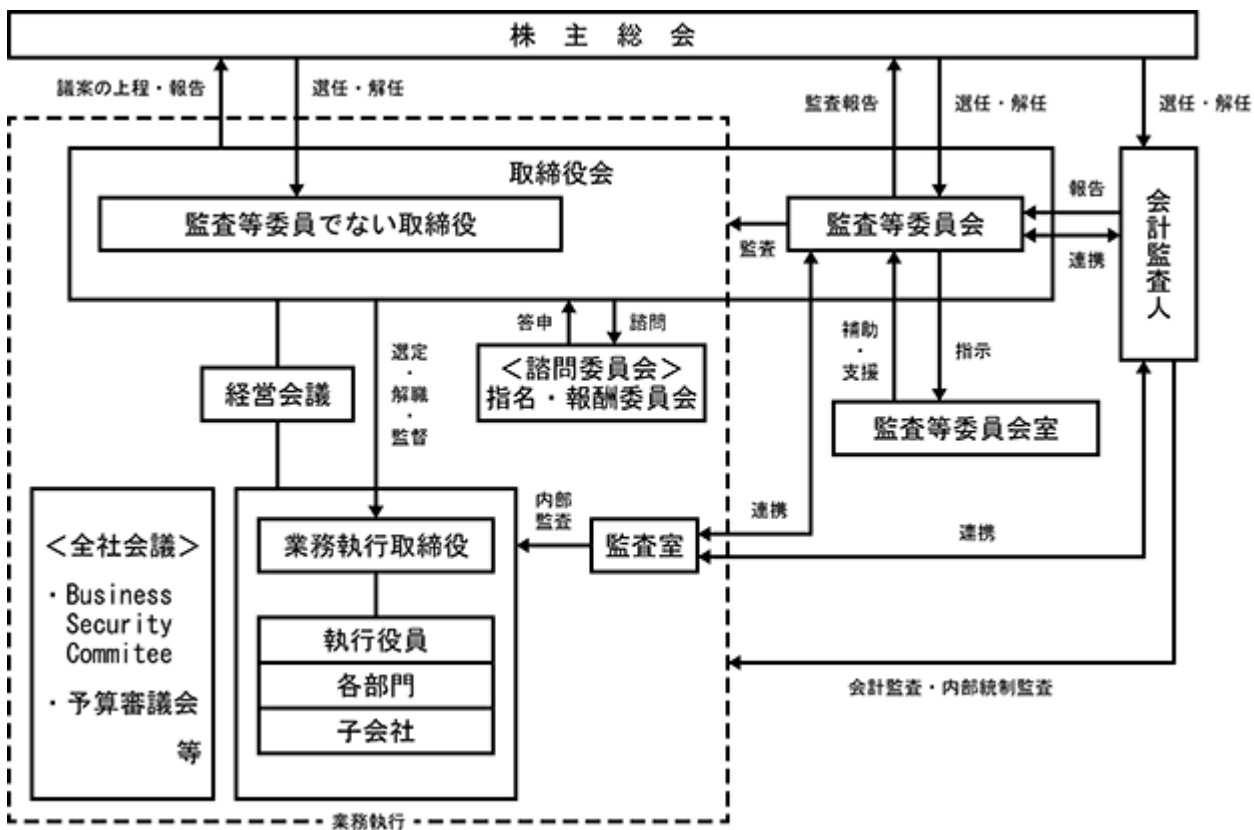 株主総会
議案の上程・報告
選任・解任
監査報告
選任・解任
選任・解任
取締役会
監査等委員でない取締役
監査
監査等委員会
報告
連携
会計監査人
答申
諮問
選定・解職・監督
補助・支援
指示
経営会議
＜諮問委員会＞
指名・報酬委員会
監査等委員会室
＜全社会議＞
・Business
Security
Commitee
・予算審議会
等
業務執行取締役
内部
監査
監査室
連携
連携
執行役員
各部門
子会社
会計監査・内部統制監査
業務執行